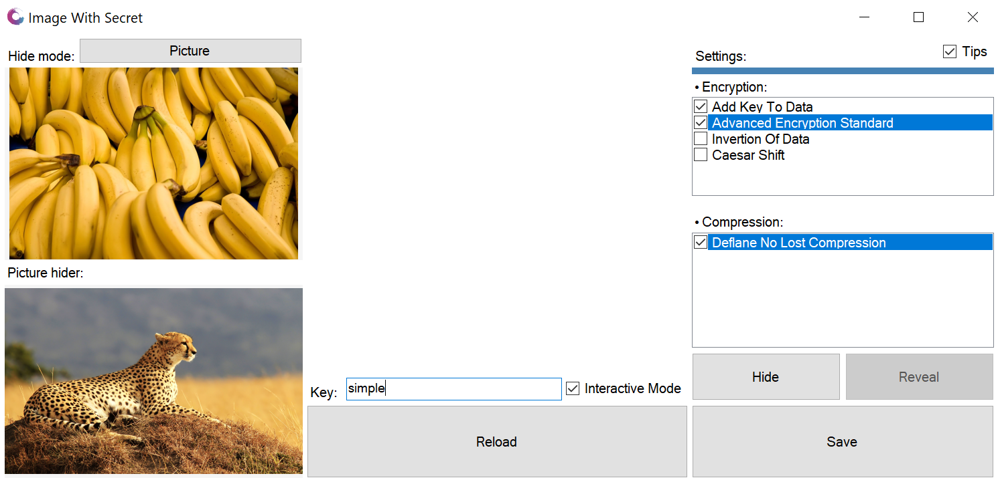 Image With Secret
Hide mode:
Picture
Picture hider:
Key:
simple
Interactive Mode
Reload
Settings:
Tips
• Encryption:
Add Key To Data
Advanced Encryption Standard
Invertion Of Data
Caesar Shift
• Compression:
Deflane No Lost Compression
Hide
Reveal
Save